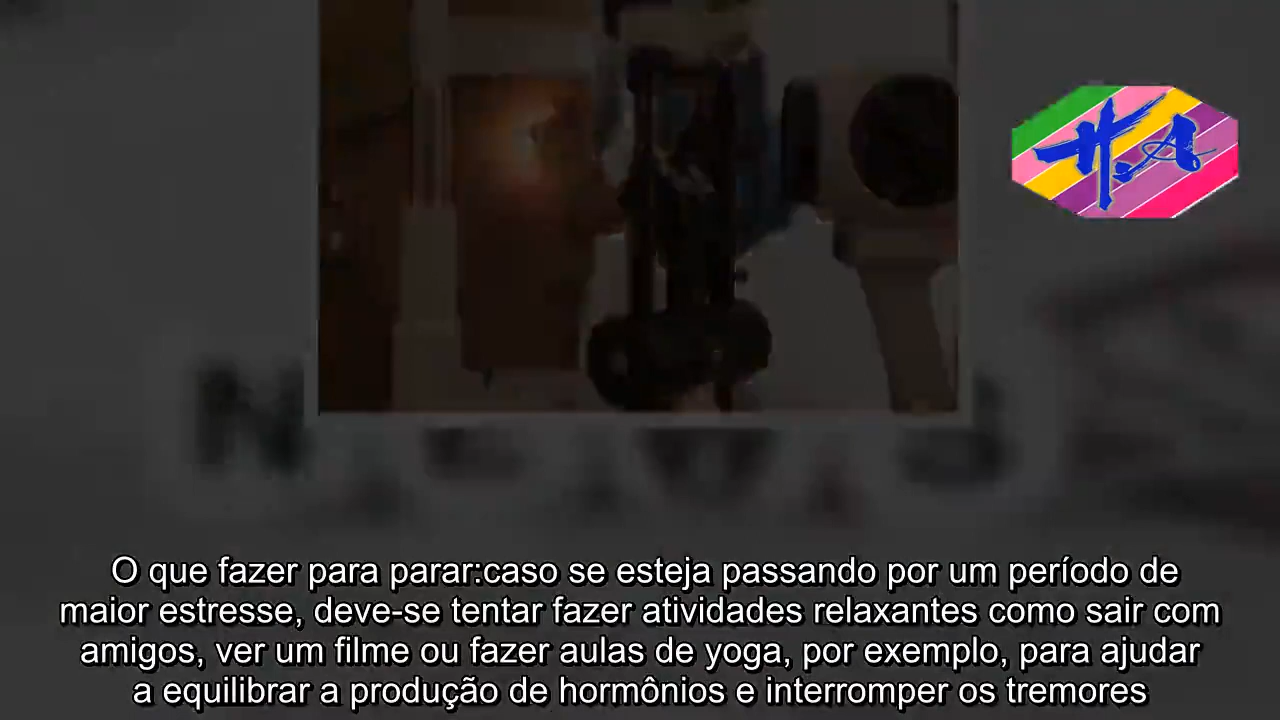 H.A
O que fazer para parar:caso se esteja passando por um período de
maior estresse, deve-se tentar fazer atividades relaxantes como sair com
amigos, ver um filme ou fazer aulas de yoga, por exemplo, para ajudar
a equilibrar a produção de hormônios e interromper os tremores